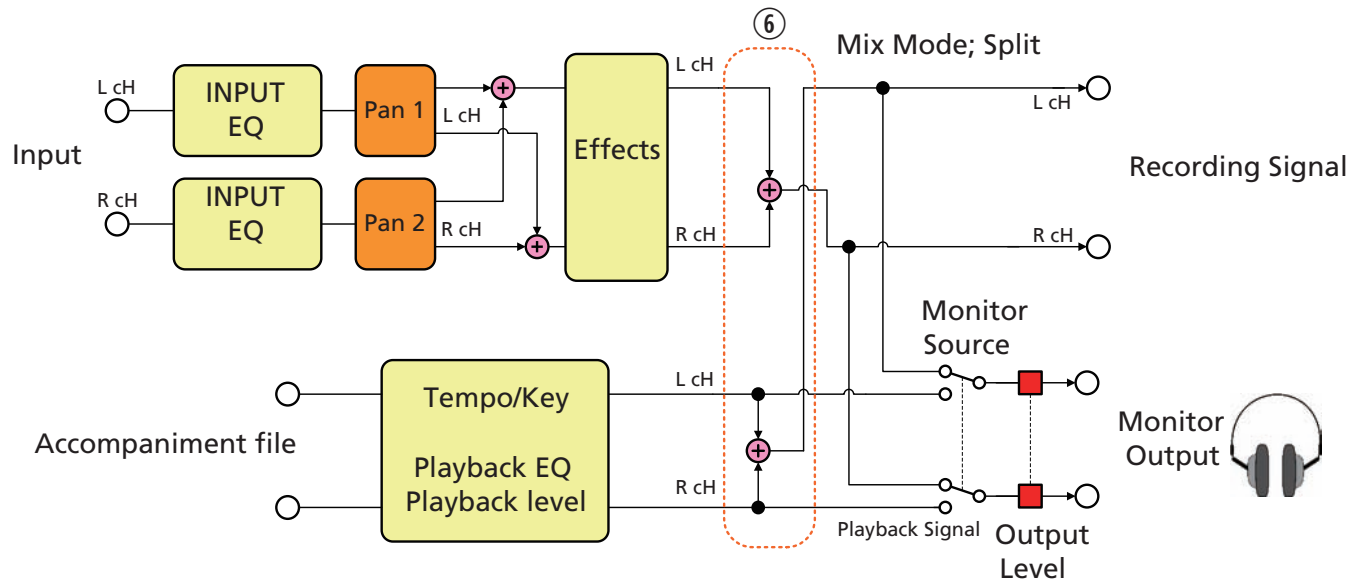 ⑥
Mix Mode; Split
L cH
INPUT
EQ
Pan 1
L cH
Effects
L cH
L cH
Input
Recording Signal
R cH
INPUT
EQ
Pan 2
R cH
R cH
R cH
Monitor
Source
Tempo/Key
L cH
Accompaniment file
Playback EQ
Playback level
R cH
Monitor
Output
Playback Signal
Output
Level